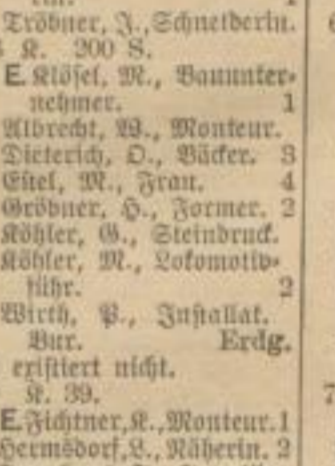 Tröbner, J., Schneiderin.
K. 200 S.
E. Klösel, M., Bauunter-
nehmer. 1
Albrecht, W., Monteur.
Dieterich, O., Bäcker. 3
Eitel, M., Frau. 4
Gröbner, H., Former. 2
Köhler, G., Steindruck.
Köhler, M., Lokomotiv-
führ. 2
Wirth, P., Installat.
Bur. Erdg.
existiert nicht.
K. 39.
E. Fichtner, K., Monteur. 1
Hermsdorf, L., Näherin. 2